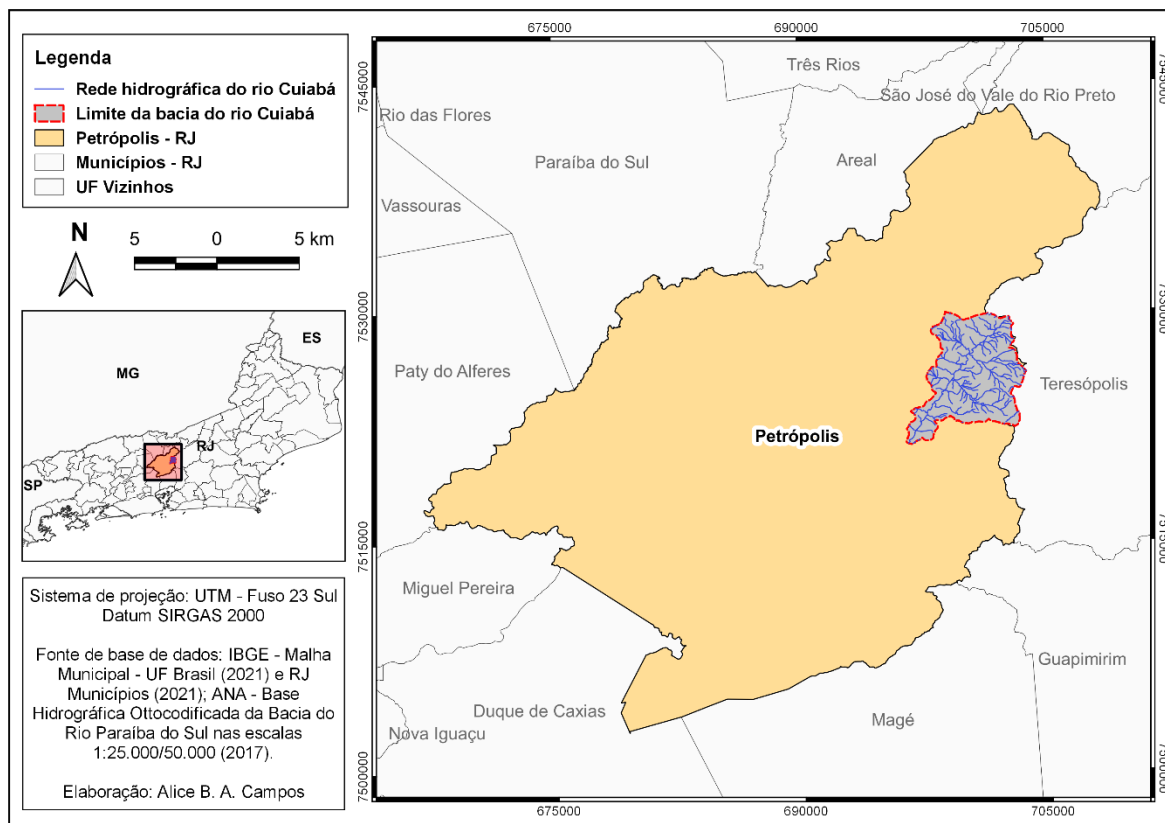 Legenda
Rede hidrográfica do rio Cuiabá
Limite da bacia do rio Cuiabá
Petrópolis - RJ
Municípios - RJ
UF Vizinhos
N
5 0 5 km
ES
MG
RJ
SP
Sistema de projeção: UTM - Fuso 23 Sul
Datum SIRGAS 2000
Fonte de base de dados: IBGE - Malha
Municipal - UF Brasil (2021) e RJ
Municípios (2021); ANA - Base
Hidrográfica Ottocodificada da Bacia do
Rio Paraíba do Sul nas escalas
1:25.000/50.000 (2017).
Elaboração: Alice B. A. Campos
675000 690000 705000
7545000 7545000
Três Rios
São José do Vale do Rio Preto
Rio das Flores
Paraíba do Sul
Areal
Vassouras
7530000 7530000
Paty do Alferes
Teresópolis
Petrópolis
7515000 7515000
Miguel Pereira
Guapimirim
Duque de Caxias
Magé
Nova Iguaçu
7500000 7500000
675000 690000 705000